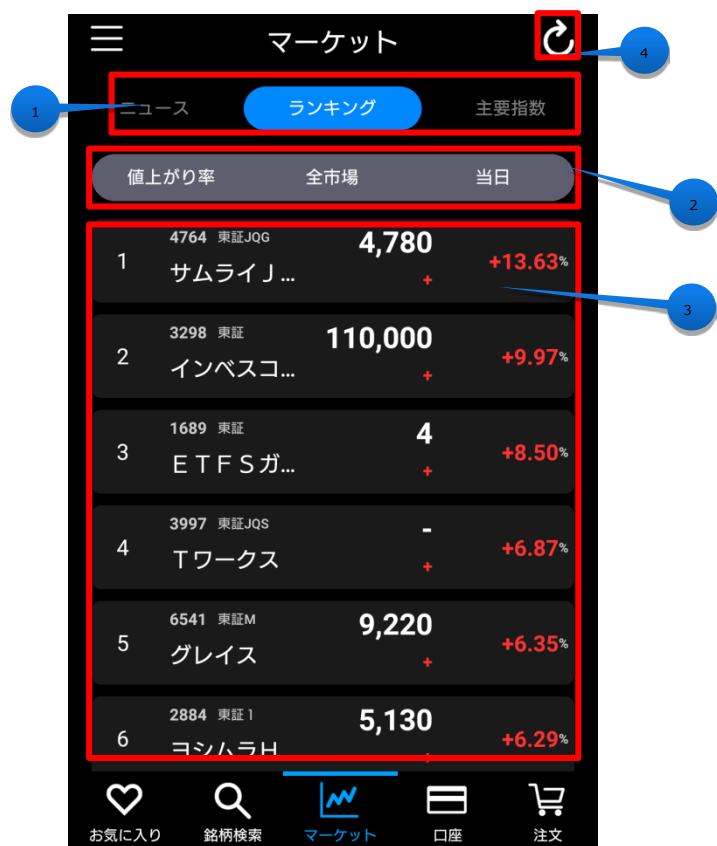 マーケット
4
ニュース ランキング 主要指数
1
値上がり率 全市場 当日
2
4764 東証JQG 4,780
1 サムライJ... + +13.63%
3
3298 東証 110,000
2 インベスコ... + +9.97%
1689 東証 4
3 ETFSガ... + +8.50%
3997 東証JQS -
4 Tワークス + +6.87%
6541 東証M 9,220
5 グレイス + +6.35%
2884 東証1 5,130
6 ヨシムラH + +6.29%
お気に入り 銘柄検索 マーケット 口座 注文